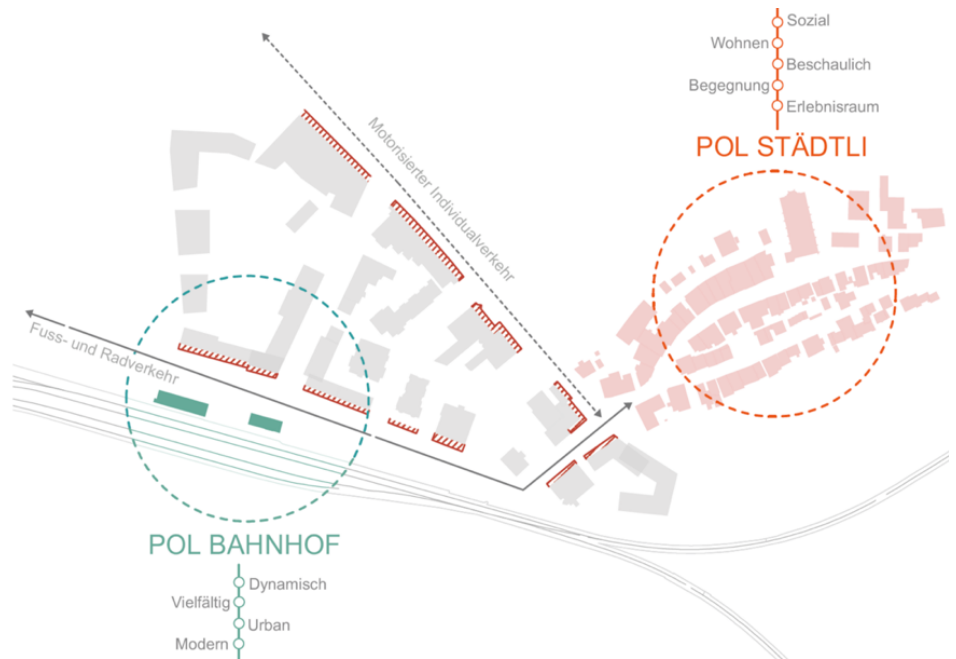 Sozial
Wohnen
Beschaulich
Begegnung
Erlebnisraum
POL STÄDTLI
Motorisierter Individualverkehr
Fuss- und Radverkehr
POL BAHNHOF
Dynamisch
Vielfältig
Urban
Modern